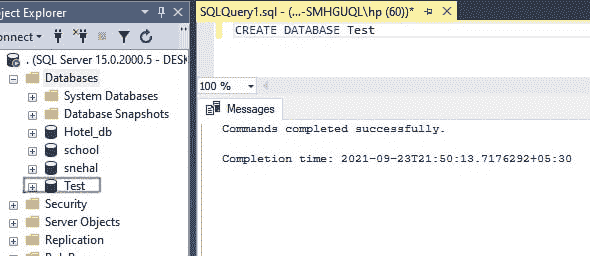 oject Explorer
onnect
. (SQL Server 15.0.2000.5 - DESK
Databases
System Databases
Database Snapshots
Hotel_db
school
snehal
Test
Security
Server Objects
Replication
SQLQuery1.sql - (...-SMHGUQL\hp (60))*
CREATE DATABASE Test
100 %
Messages
Commands completed successfully.
Completion time: 2021-09-23T21:50:13.7176292+05:30